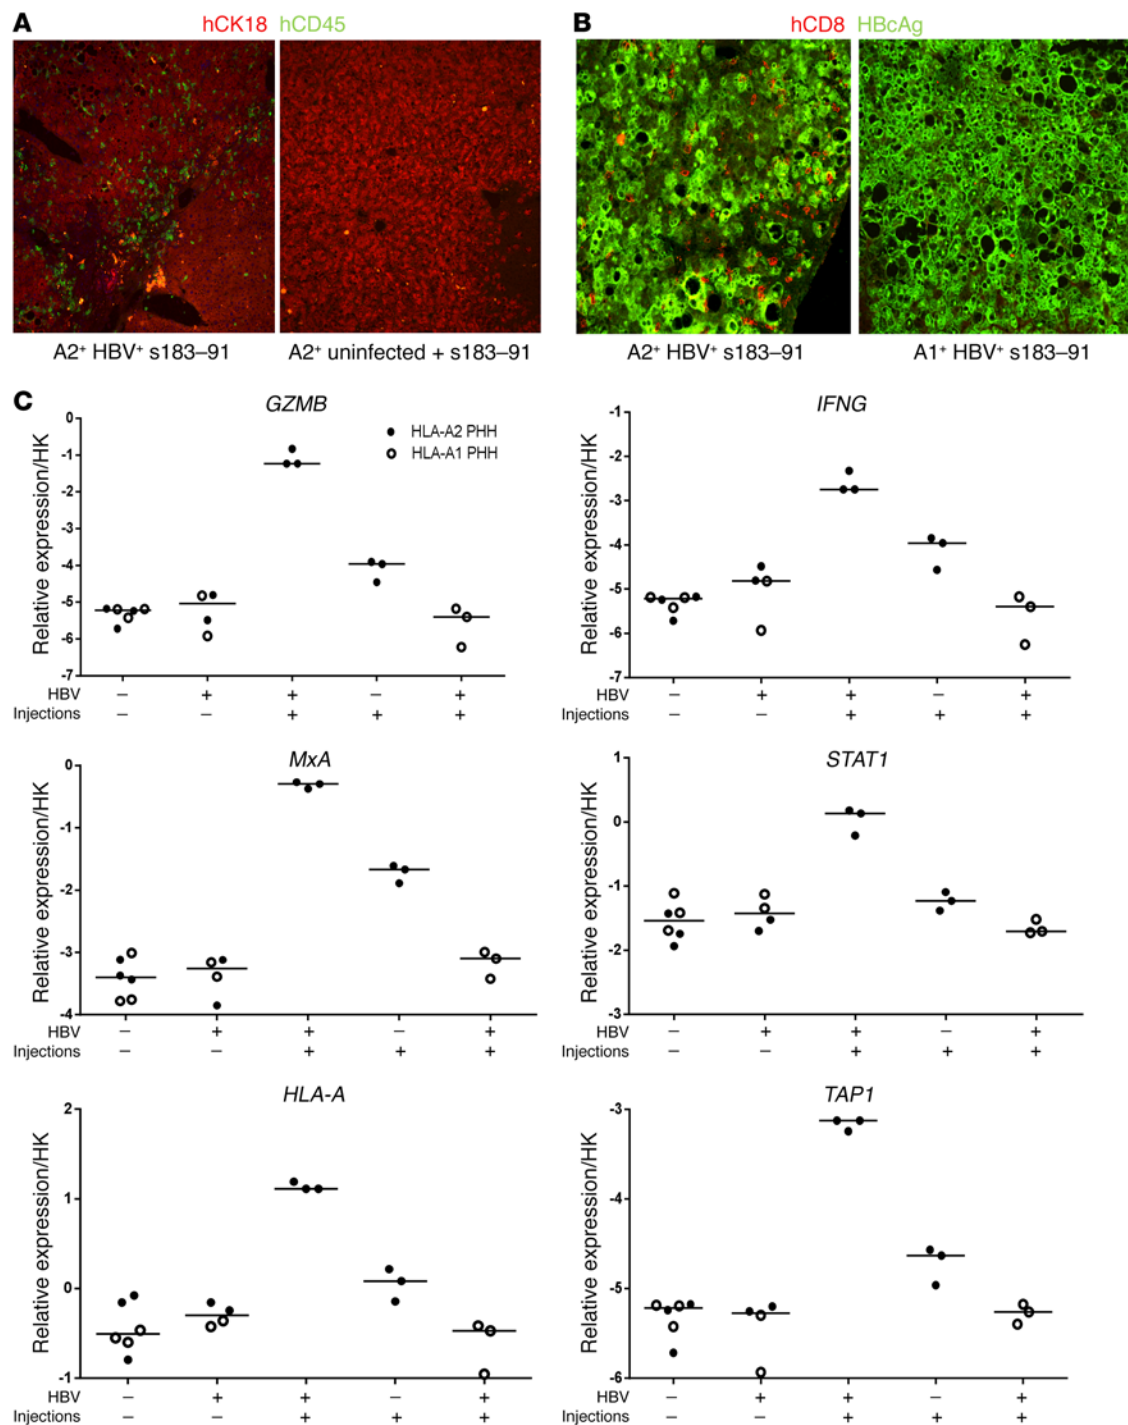 A
hCK18 hCD45
A2+ HBV+ s183–91
A2+ uninfected + s183–91
B
hCD8 HBcAg
A2+ HBV+ s183–91
A1+ HBV+ s183–91
C
GZMB
HLA-A2 PHH
HLA-A1 PHH
Relative expression/HK
0
-1
-2
-3
-4
-5
-6
-7
HBV − + + − +
Injections − − + + +
IFNG
Relative expression/HK
-1
-2
-3
-4
-5
-6
-7
HBV − + + − +
Injections − − + + +
MxA
Relative expression/HK
0
-1
-2
-3
-4
HBV − + + − +
Injections − − + + +
STAT1
Relative expression/HK
1
0
-1
-2
-3
HBV − + + − +
Injections − − + + +
HLA-A
Relative expression/HK
2
1
0
-1
HBV − + + − +
Injections − − + + +
TAP1
Relative expression/HK
-3
-4
-5
-6
HBV − + + − +
Injections − − + + +